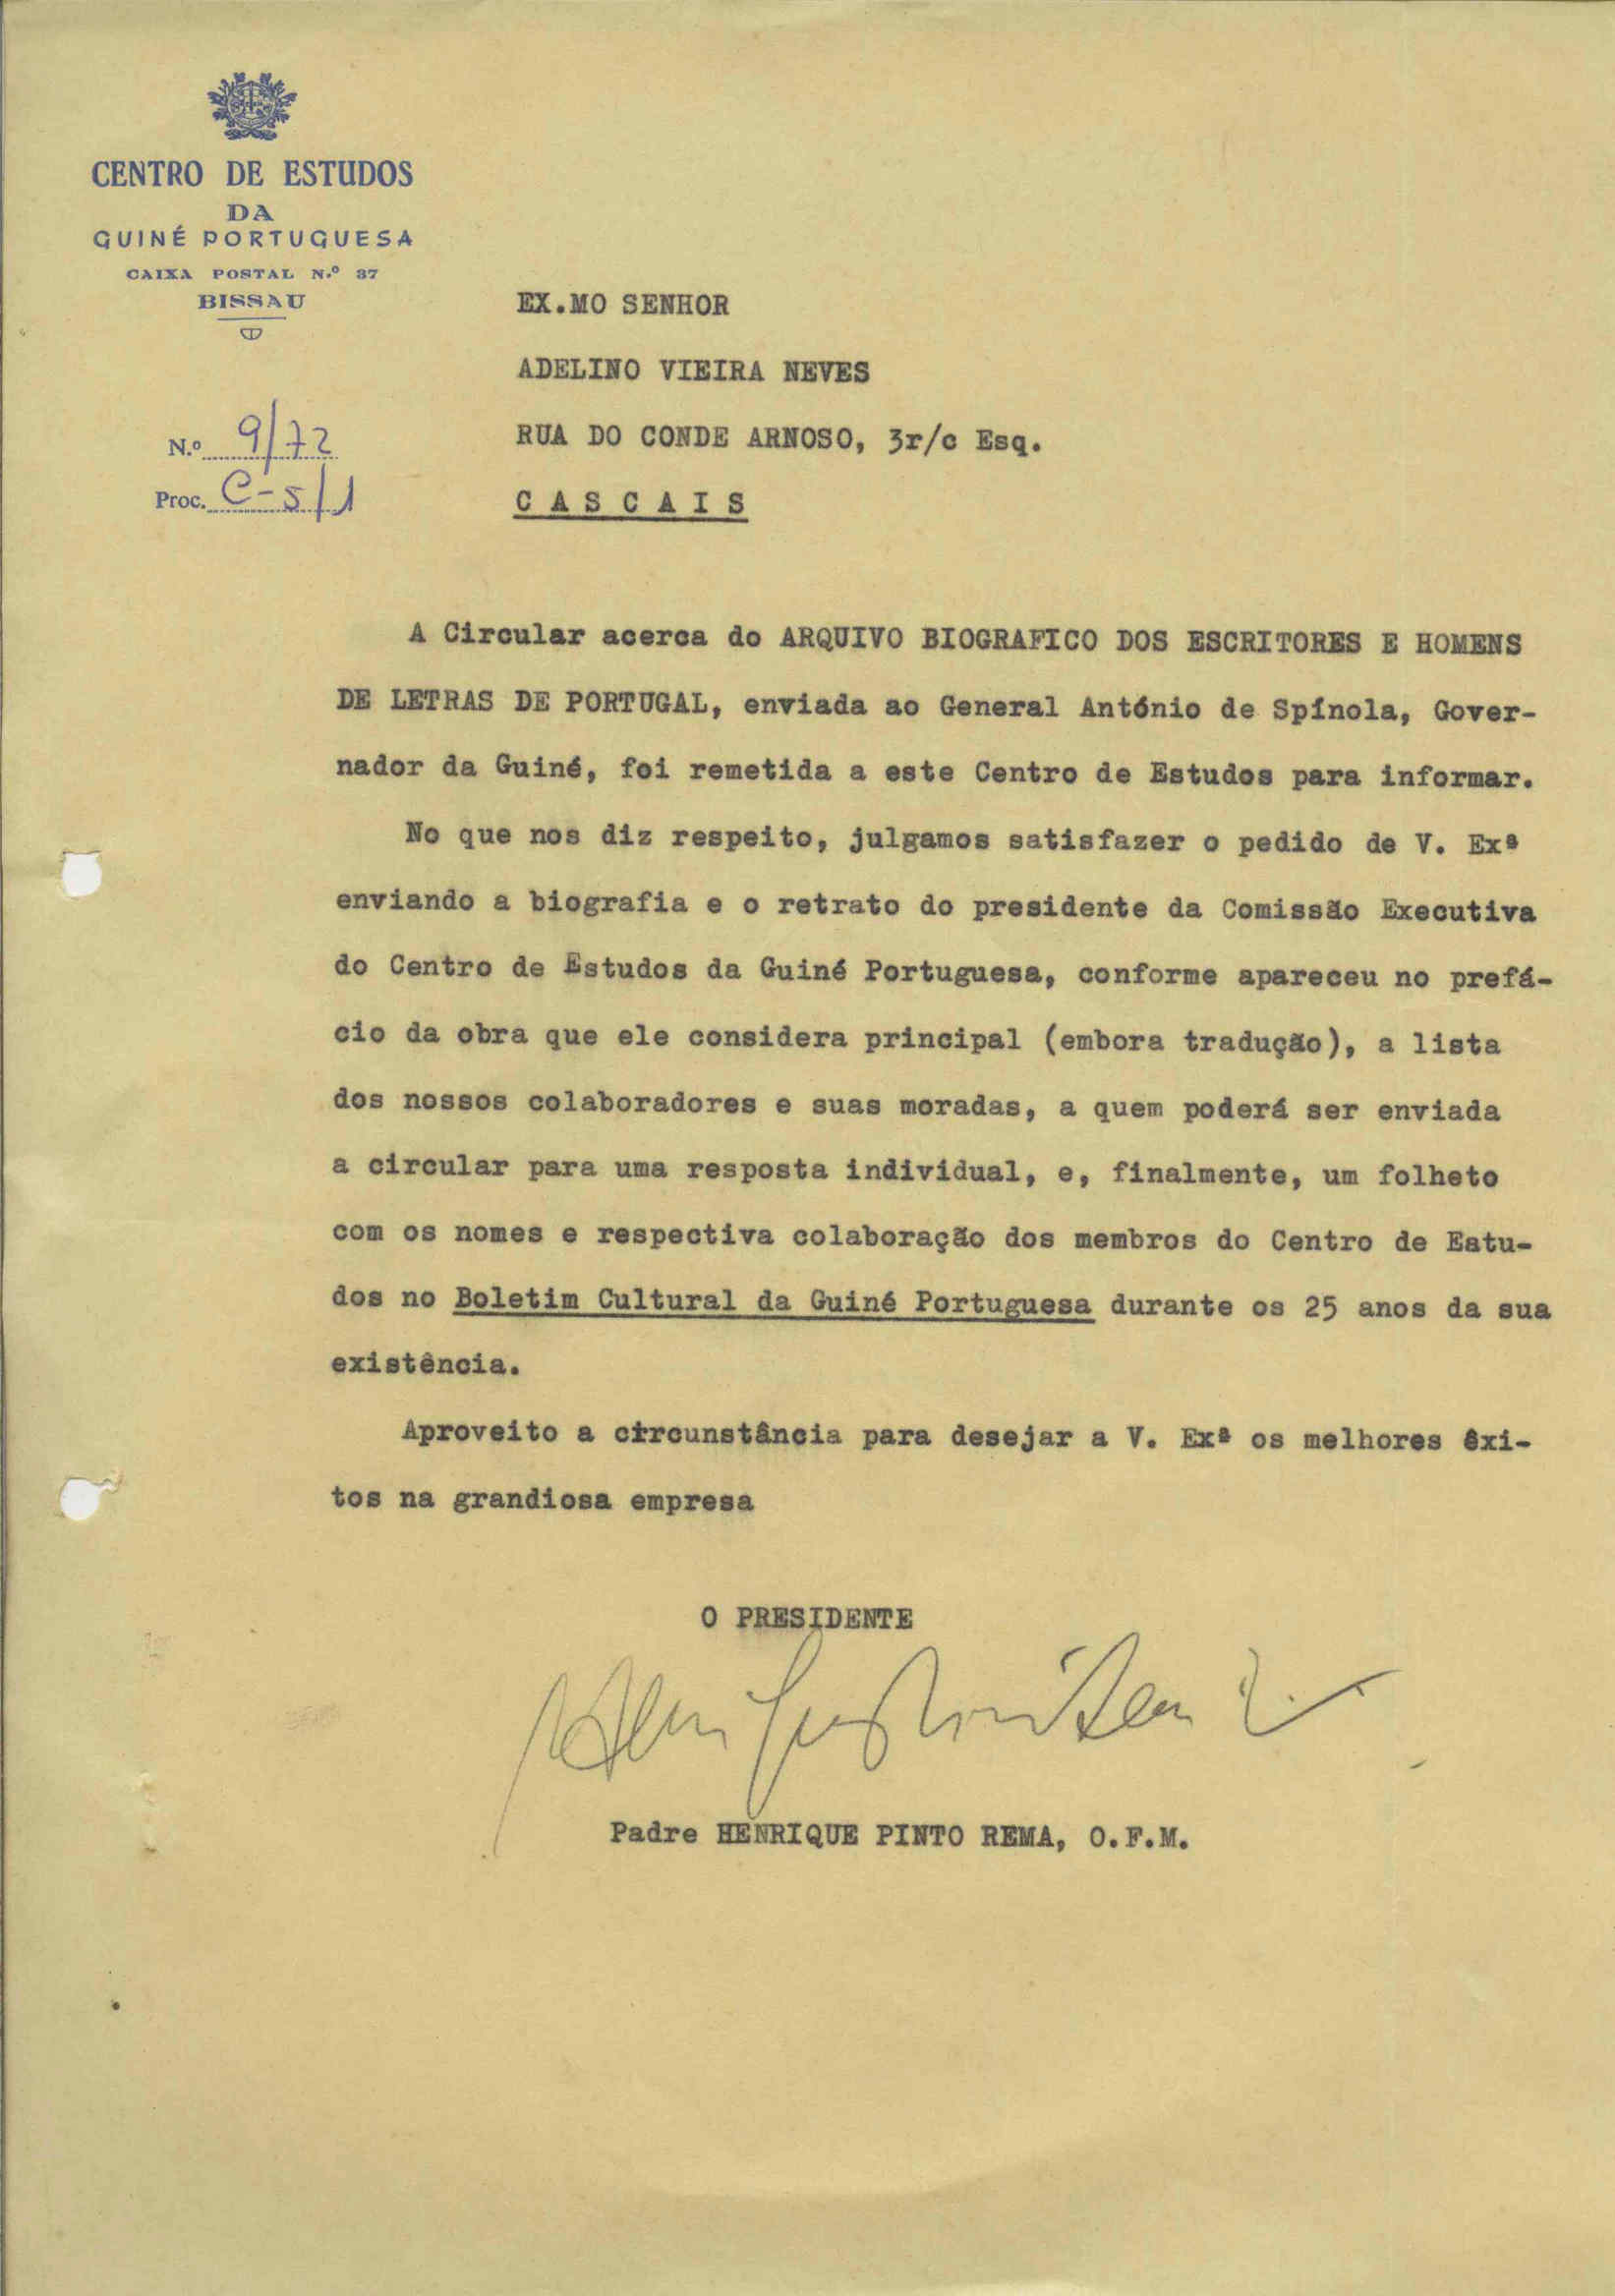 CENTRO DE ESTUDOS
DA
GUINÉ PORTUGUESA
CAIXA POSTAL N.º 37
BISSAU
N.º 9/72
Proc. C-5/1
EX.MO SENHOR
ADELINO VIEIRA NEVES
RUA DO CONDE ARNOSO, 3r/c Esq.
C A S C A I S
A Circular acerca do ARQUIVO BIOGRAFICO DOS ESCRITORES E HOMENS
DE LETRAS DE PORTUGAL, enviada ao General António de Spínola, Gover-
nador da Guiné, foi remetida a este Centro de Estudos para informar.
No que nos diz respeito, julgamos satisfazer o pedido de V. Exª
enviando a biografia e o retrato do presidente da Comissão Executiva
do Centro de Estudos da Guiné Portuguesa, conforme apareceu no prefá-
cio da obra que ele considera principal (embora tradução), a lista
dos nossos colaboradores e suas moradas, a quem poderá ser enviada
a circular para uma resposta individual, e, finalmente, um folheto
com os nomes e respectiva colaboração dos membros do Centro de Eatu-
dos no Boletim Cultural da Guiné Portuguesa durante os 25 anos da sua
existência.
Aproveito a circunstância para desejar a V. Exª os melhores êxi-
tos na grandiosa empresa
O PRESIDENTE
Padre HENRIQUE PINTO REMA, O.F.M.